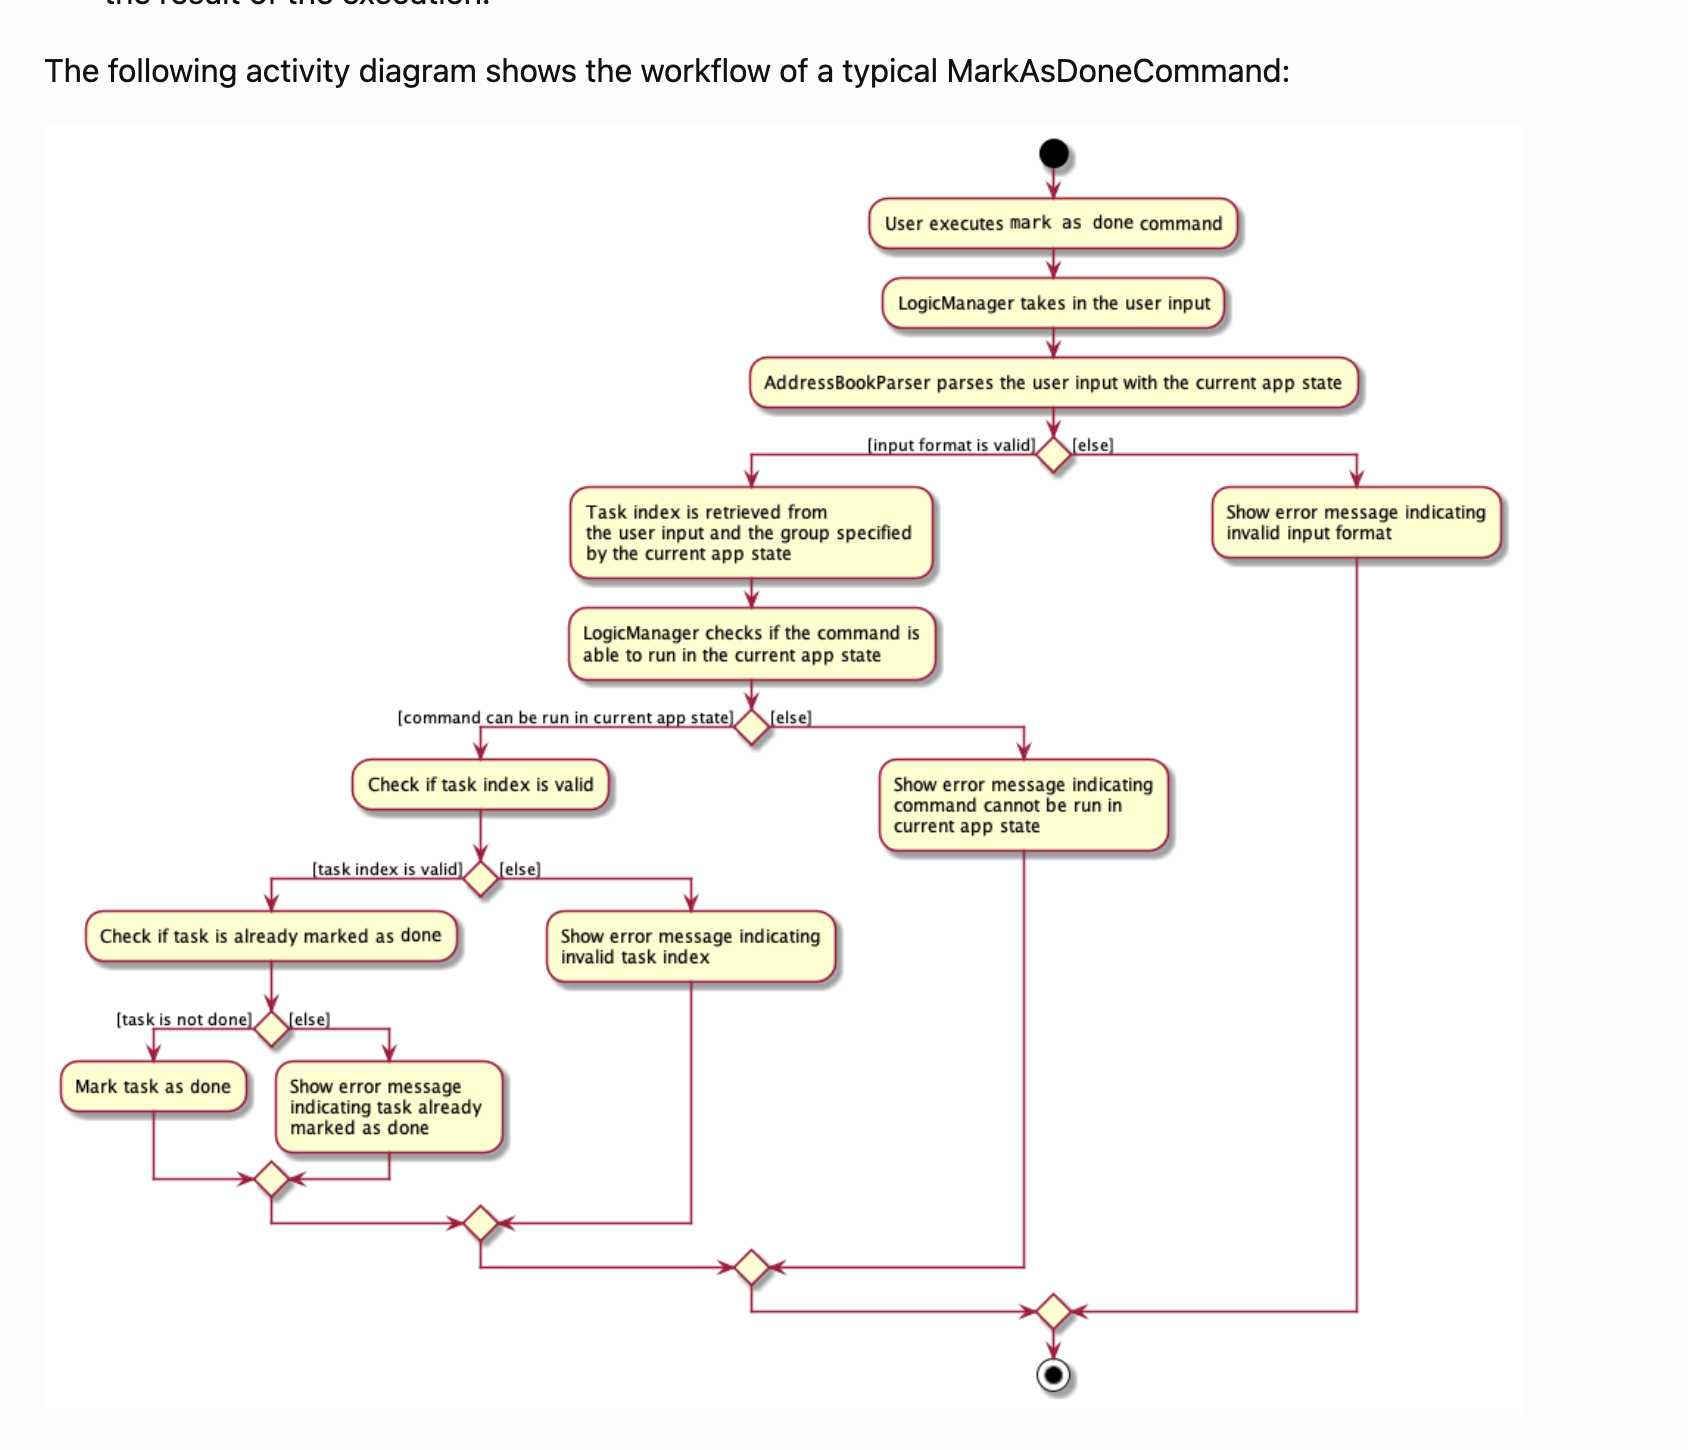 the result of the execution.
The following activity diagram shows the workflow of a typical MarkAsDoneCommand:
User executes mark as done command
LogicManager takes in the user input
AddressBookParser parses the user input with the current app state
[input format is valid]
[else]
Task index is retrieved from
the user input and the group specified
by the current app state
Show error message indicating
invalid input format
LogicManager checks if the command is
able to run in the current app state
[command can be run in current app state]
[else]
Check if task index is valid
Show error message indicating
command cannot be run in
current app state
[task index is valid]
[else]
Check if task is already marked as done
Show error message indicating
invalid task index
[task is not done]
[else]
Mark task as done
Show error message
indicating task already
marked as done